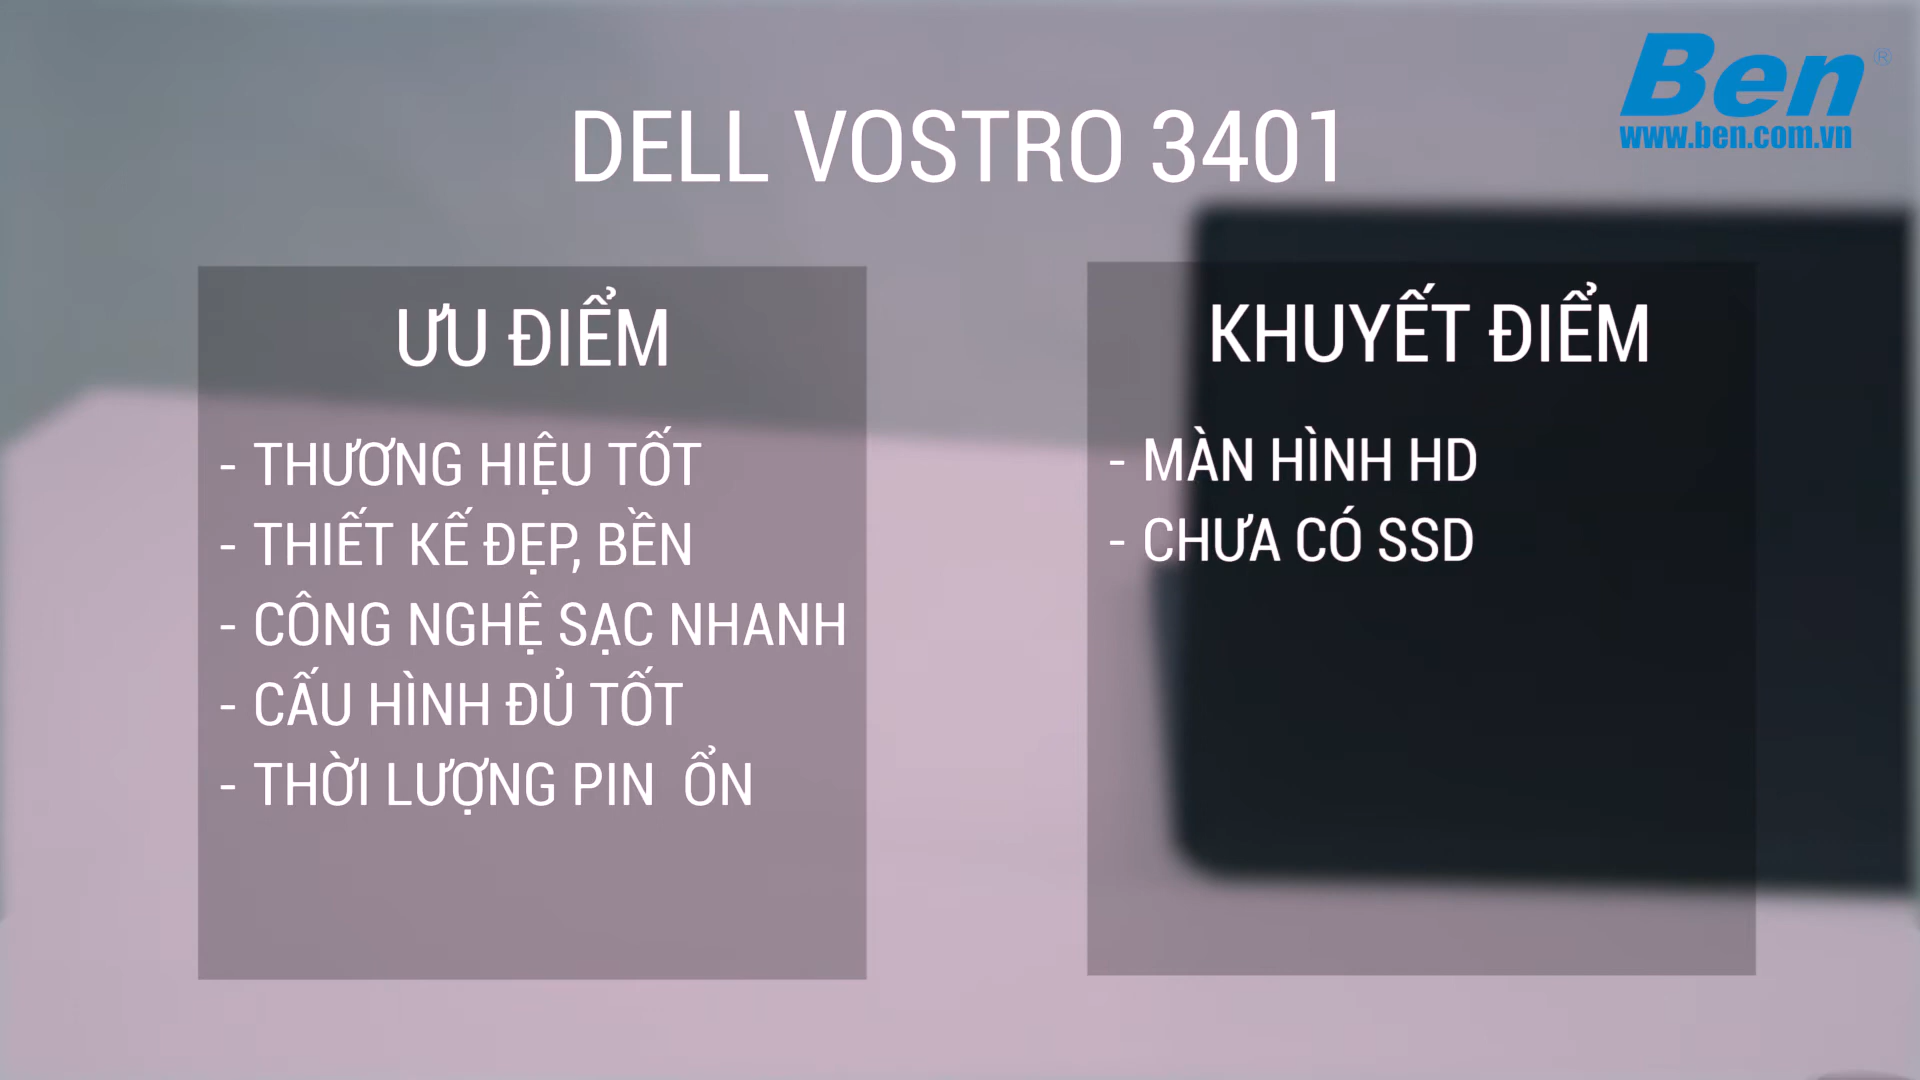 Ben®
www.ben.com.vn
DELL VOSTRO 3401
ƯU ĐIỂM
- THƯƠNG HIỆU TỐT
- THIẾT KẾ ĐẸP, BỀN
- CÔNG NGHỆ SẠC NHANH
- CẤU HÌNH ĐỦ TỐT
- THỜI LƯỢNG PIN  ỔN
KHUYẾT ĐIỂM
- MÀN HÌNH HD
- CHƯA CÓ SSD